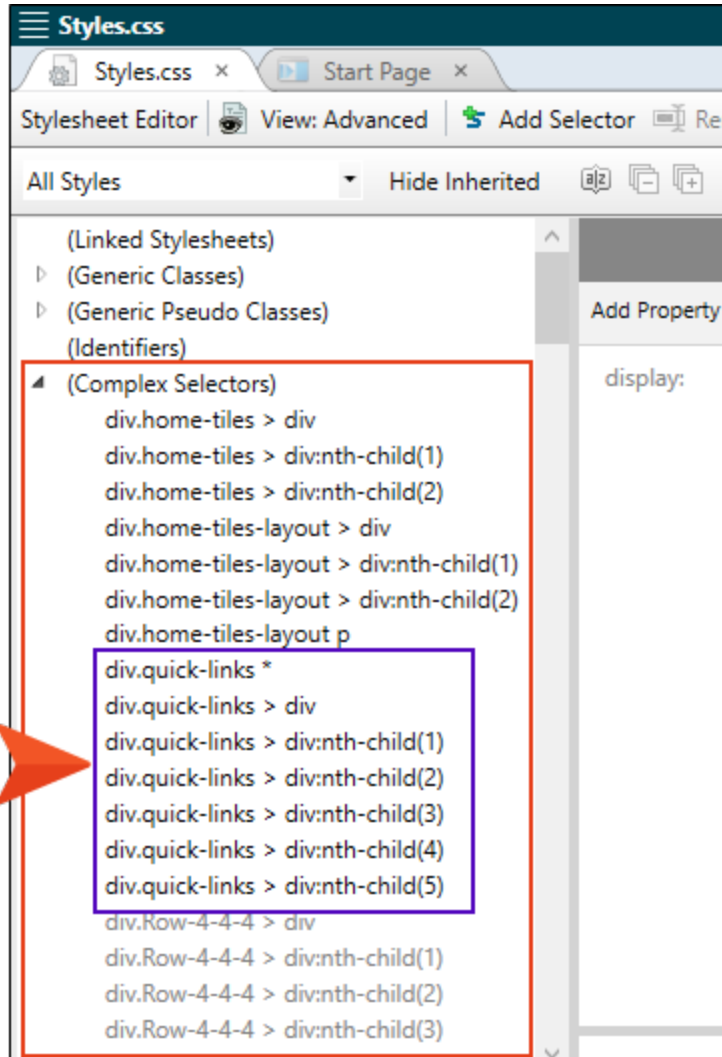 Styles.css
Styles.css × Start Page ×
Stylesheet Editor View: Advanced Add Selector Re
All Styles Hide Inherited a|z
(Linked Stylesheets)
(Generic Classes)
(Generic Pseudo Classes)
Add Property
(Identifiers)
(Complex Selectors)
display:
div.home-tiles > div
div.home-tiles > div:nth-child(1)
div.home-tiles > div:nth-child(2)
div.home-tiles-layout > div
div.home-tiles-layout > div:nth-child(1)
div.home-tiles-layout > div:nth-child(2)
div.home-tiles-layout p
div.quick-links *
div.quick-links > div
div.quick-links > div:nth-child(1)
div.quick-links > div:nth-child(2)
div.quick-links > div:nth-child(3)
div.quick-links > div:nth-child(4)
div.quick-links > div:nth-child(5)
div.Row-4-4-4 > div
div.Row-4-4-4 > div:nth-child(1)
div.Row-4-4-4 > div:nth-child(2)
div.Row-4-4-4 > div:nth-child(3)